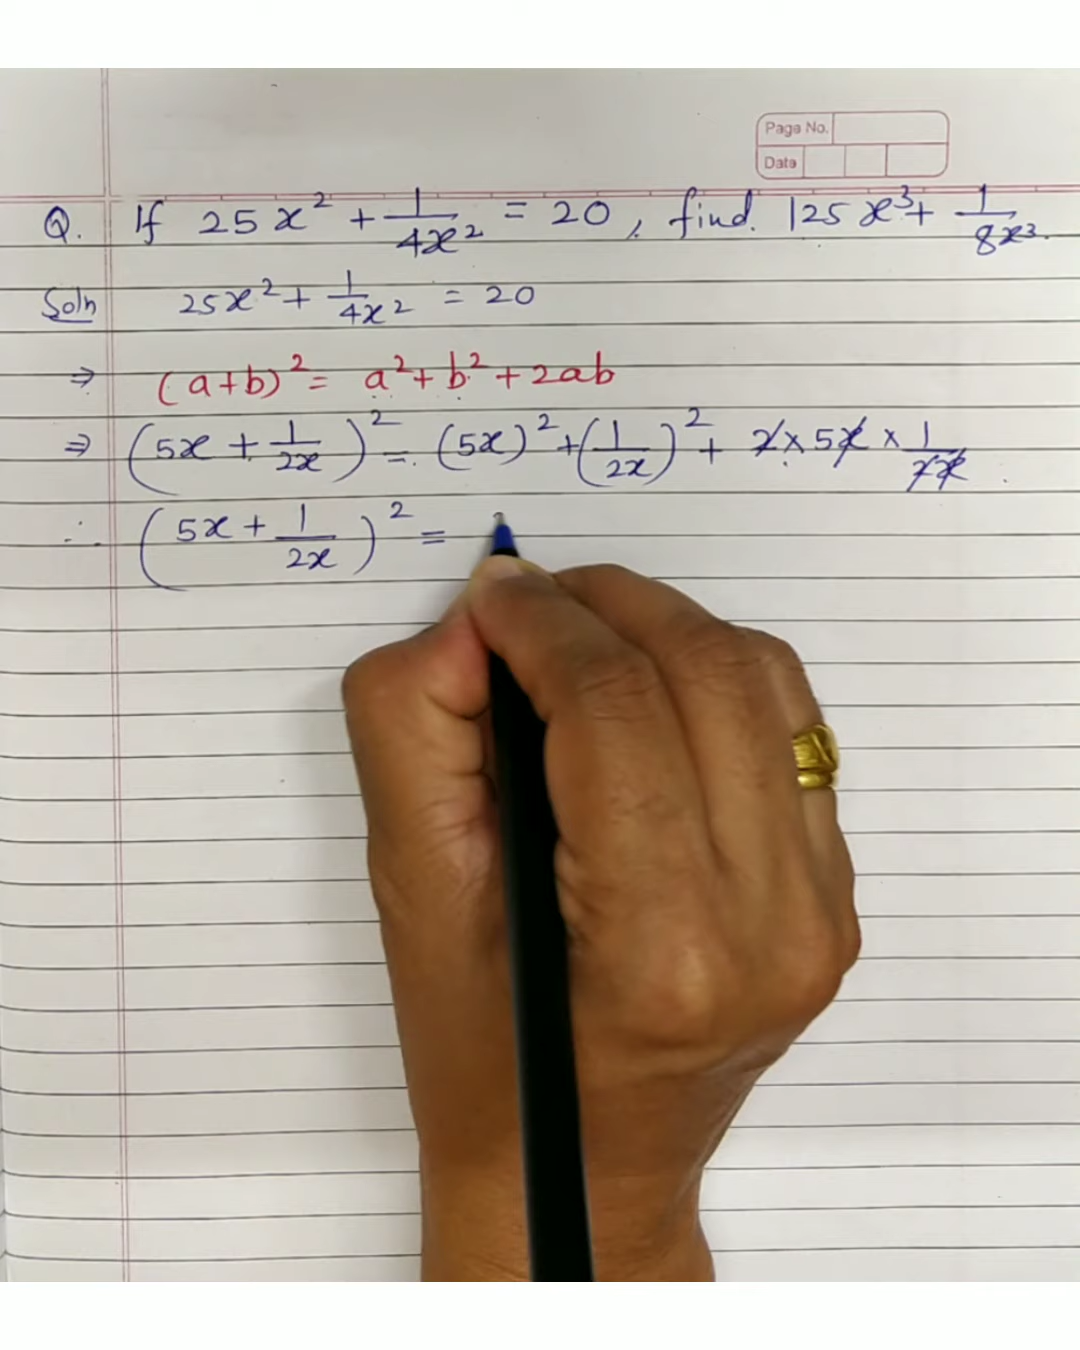 Page No.
Date
Q. If 25x² + 1/4x² = 20, find. 125x³ + 1/8x³.
Soln 25x² + 1/4x² = 20
⇒ (a+b)² = a² + b² + 2ab
⇒ (5x + 1/2x)² = (5x)² + (1/2x)² + 2 × 5x × 1/2x
∴ (5x + 1/2x)² =